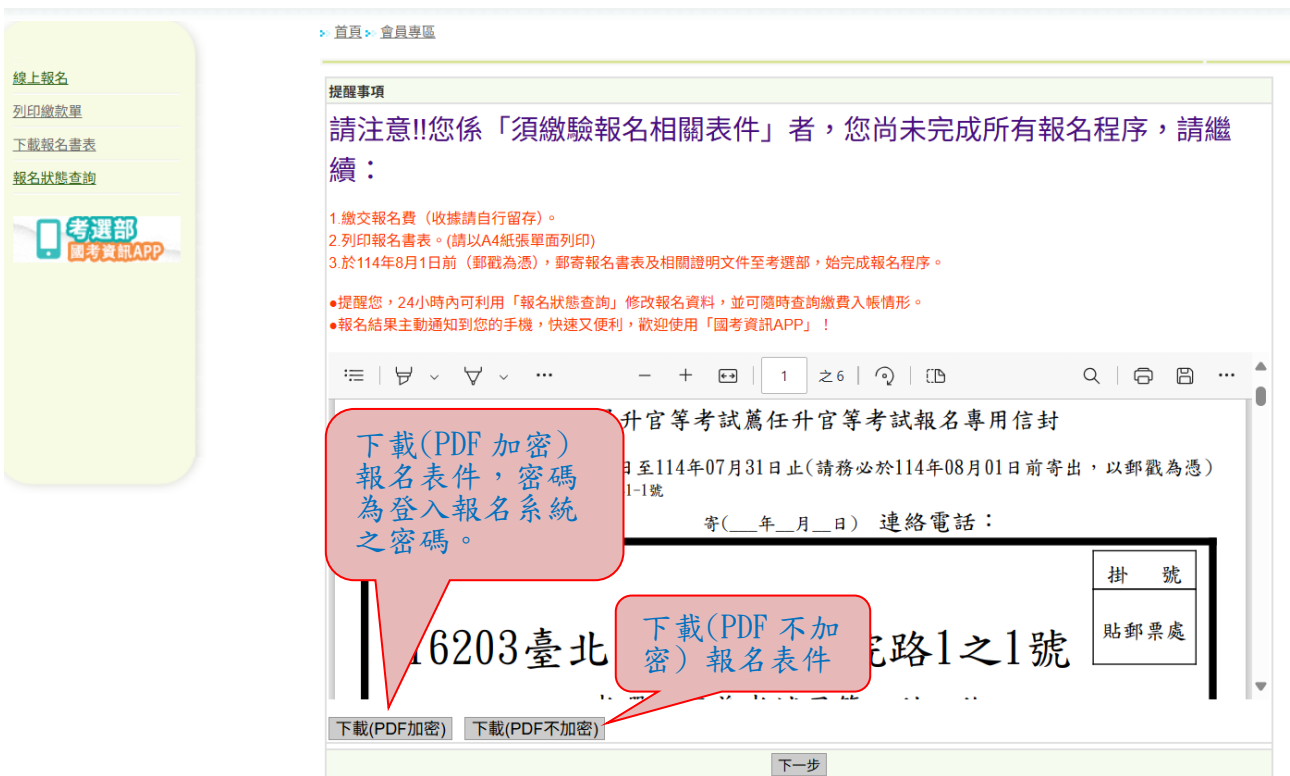 首頁 會員專區
線上報名
列印繳款單
下載報名書表
報名狀態查詢
考選部
國考資訊APP
提醒事項
請注意!!您係「須繳驗報名相關表件」者，您尚未完成所有報名程序，請繼
續：
1.繳交報名費（收據請自行留存）。
2.列印報名書表。(請以A4紙張單面列印)
3.於114年8月1日前（郵戳為憑），郵寄報名書表及相關證明文件至考選部，始完成報名程序。
●提醒您，24小時內可利用「報名狀態查詢」修改報名資料，並可隨時查詢繳費入帳情形。
●報名結果主動通知到您的手機，快速又便利，歡迎使用「國考資訊APP」！
1 之6
升官等考試薦任升官等考試報名專用信封
日至114年07月31日止(請務必於114年08月01日前寄出，以郵戳為憑)
1-1號
寄(__年__月__日) 連絡電話：
掛 號
貼郵票處
16203臺北
路1之1號
下載(PDF 加密)
報名表件，密碼
為登入報名系統
之密碼。
下載(PDF 不加
密) 報名表件
下載(PDF加密) 下載(PDF不加密)
下一步